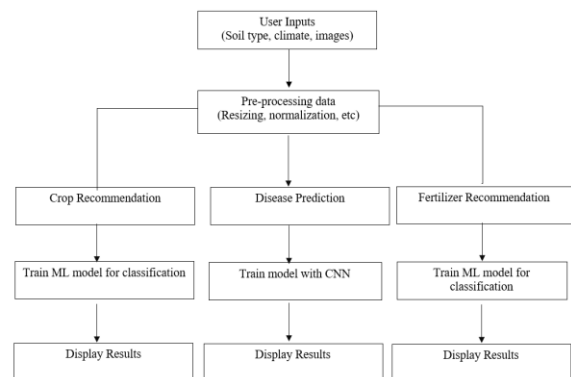 User Inputs
(Soil type, climate, images)
Pre-processing data
(Resizing, normalization, etc)
Crop Recommendation
Disease Prediction
Fertilizer Recommendation
Train ML model for classification
Train model with CNN
Train ML model for
classification
Display Results
Display Results
Display Results